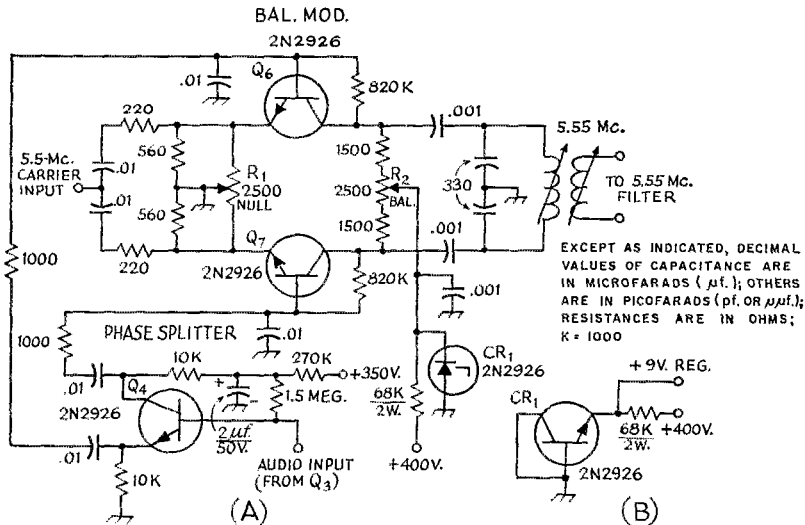 BAL. MOD.
2N2926
.01
Q6
820K
.001
220
5.55 Mc.
.01
560
1500
5.5-Mc.
CARRIER
INPUT
R1
2500
NULL
R2
2500
BAL.
330
TO 5.55 Mc.
FILTER
.01
560
1500
.001
220
Q7
2N2926
820K
1000
1000
.01
.001
EXCEPT AS INDICATED, DECIMAL
VALUES OF CAPACITANCE ARE
IN MICROFARADS (µf.); OTHERS
ARE IN PICOFARADS (pf. OR µµf.);
RESISTANCES ARE IN OHMS;
K = 1000
PHASE SPLITTER
10K
270K
+350V.
CR1
2N2926
.01
Q4
+
-
1.5 MEG.
2N2926
2 µf.
50V.
68K
2W.
+9V. REG.
CR1
68K
2W.
+400V.
.01
10K
AUDIO INPUT
(FROM Q3)
+400V.
2N2926
(A)
(B)